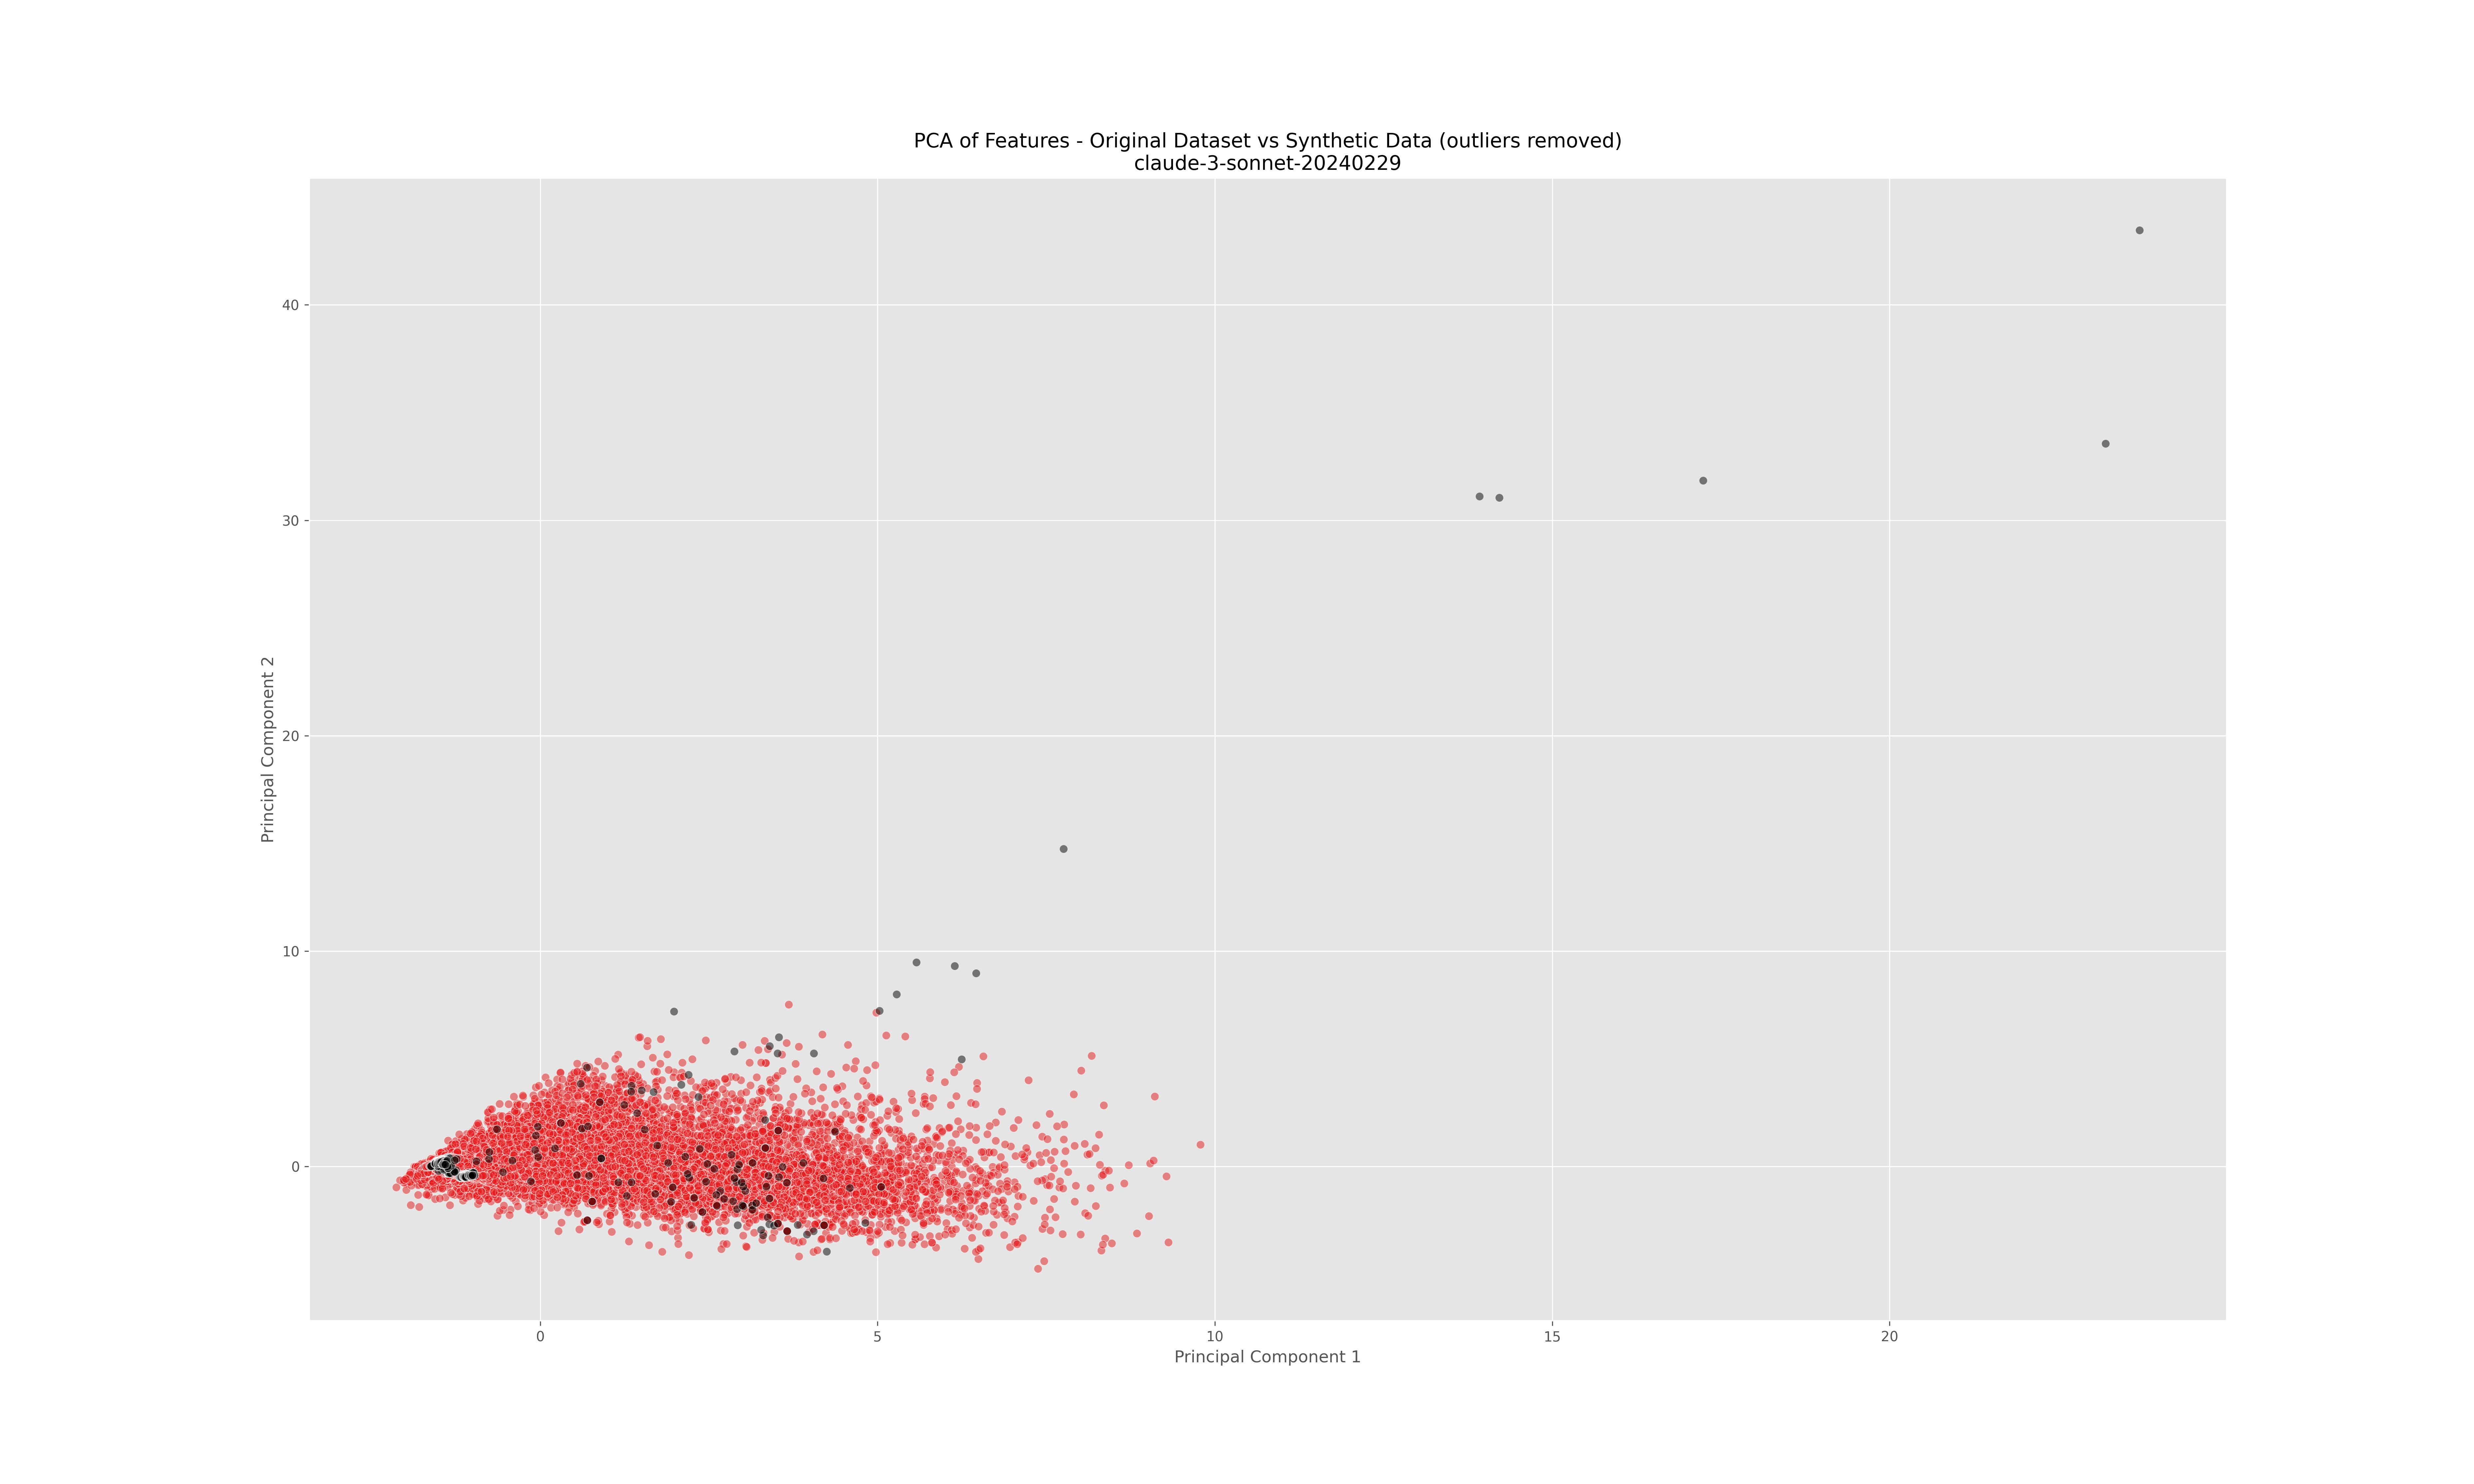 PCA of Features - Original Dataset vs Synthetic Data (outliers removed)
claude-3-sonnet-20240229
40
30
20
10
0
Principal Component 2
0
5
10
15
20
Principal Component 1